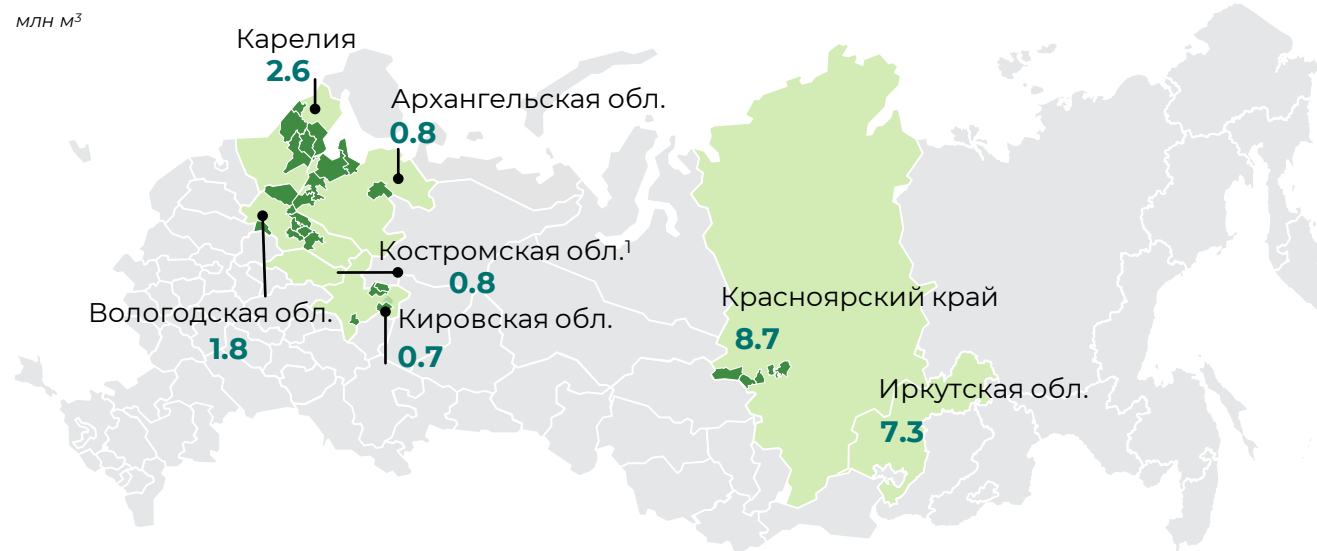 млн м³
Карелия
2.6
Архангельская обл.
0.8
Костромская обл.¹
0.8
Вологодская обл.
1.8
Кировская обл.
0.7
Красноярский край
8.7
Иркутская обл.
7.3